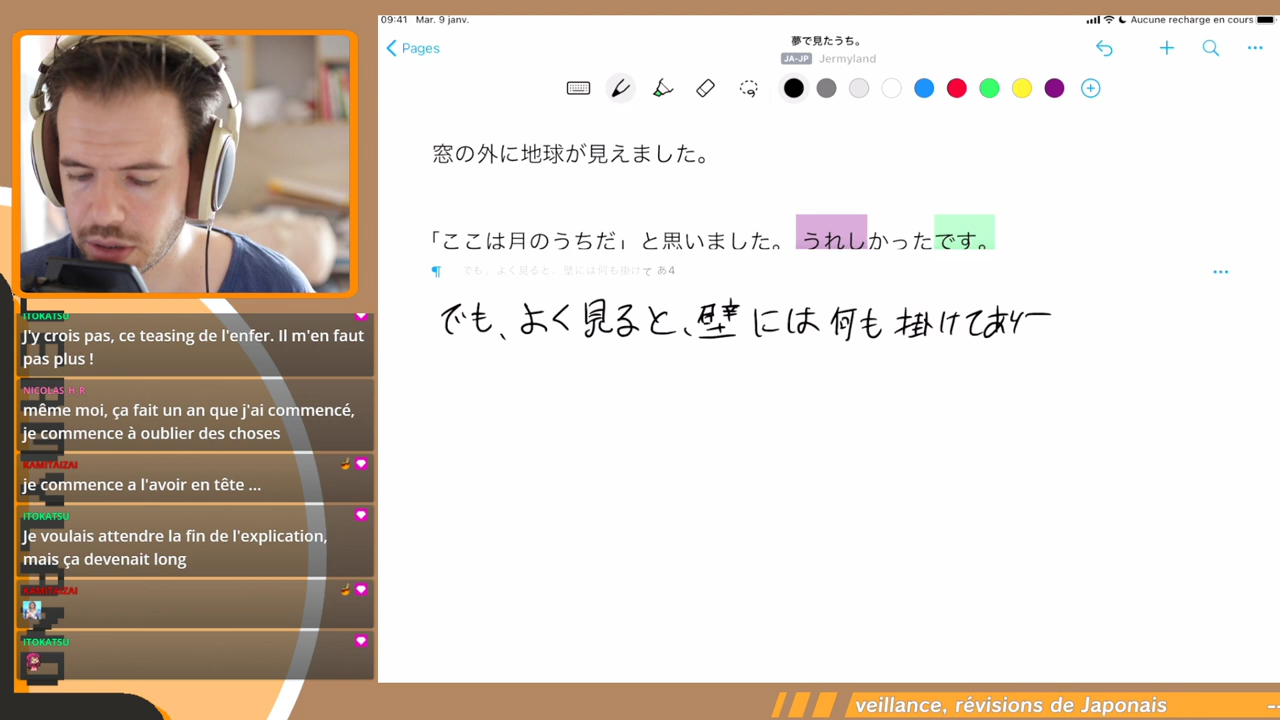 09:41 Mar. 9 janv.
Aucune recharge en cours
Pages
夢で見たうち。
JA-JP Jermyland
窓の外に地球が見えました。
「ここは月のうちだ」と思いました。うれしかったです。
でも、よく見ると、壁には何も掛けて あ4
でも、よく見ると、壁には何も掛けてあり
ITOKATSU
J'y crois pas, ce teasing de l'enfer. Il m'en faut
pas plus !
NICOLAS H-R
même moi, ça fait un an que j'ai commencé,
je commence à oublier des choses
KAMITAIZAI
je commence a l'avoir en tête ...
ITOKATSU
Je voulais attendre la fin de l'explication,
mais ça devenait long
KAMITAIZAI
ITOKATSU
veillance, révisions de Japonais --